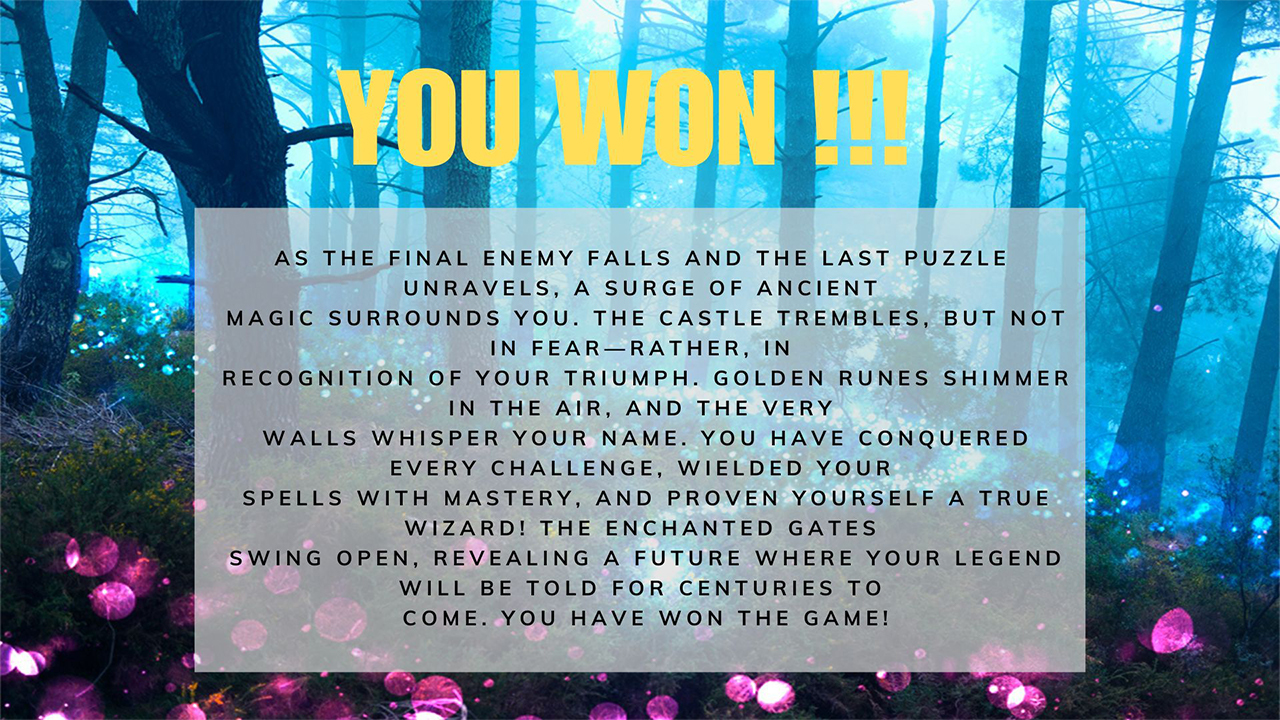 YOU WON !!!
AS THE FINAL ENEMY FALLS AND THE LAST PUZZLE
UNRAVELS, A SURGE OF ANCIENT
MAGIC SURROUNDS YOU. THE CASTLE TREMBLES, BUT NOT
IN FEAR—RATHER, IN
RECOGNITION OF YOUR TRIUMPH. GOLDEN RUNES SHIMMER
IN THE AIR, AND THE VERY
WALLS WHISPER YOUR NAME. YOU HAVE CONQUERED
EVERY CHALLENGE, WIELDED YOUR
SPELLS WITH MASTERY, AND PROVEN YOURSELF A TRUE
WIZARD! THE ENCHANTED GATES
SWING OPEN, REVEALING A FUTURE WHERE YOUR LEGEND
WILL BE TOLD FOR CENTURIES TO
COME. YOU HAVE WON THE GAME!